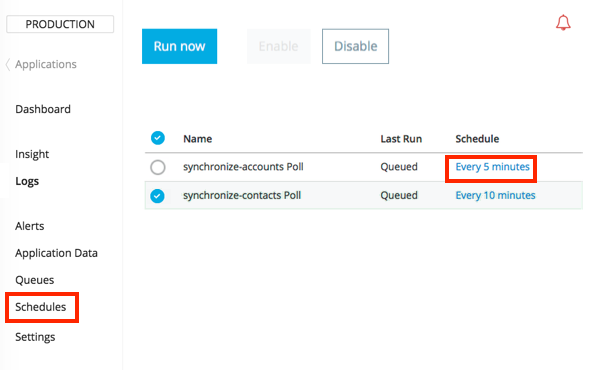 PRODUCTION
Applications
Dashboard
Insight
Logs
Alerts
Application Data
Queues
Schedules
Settings
Run now
Enable
Disable
Name Last Run Schedule
synchronize-accounts Poll Queued Every 5 minutes
synchronize-contacts Poll Queued Every 10 minutes